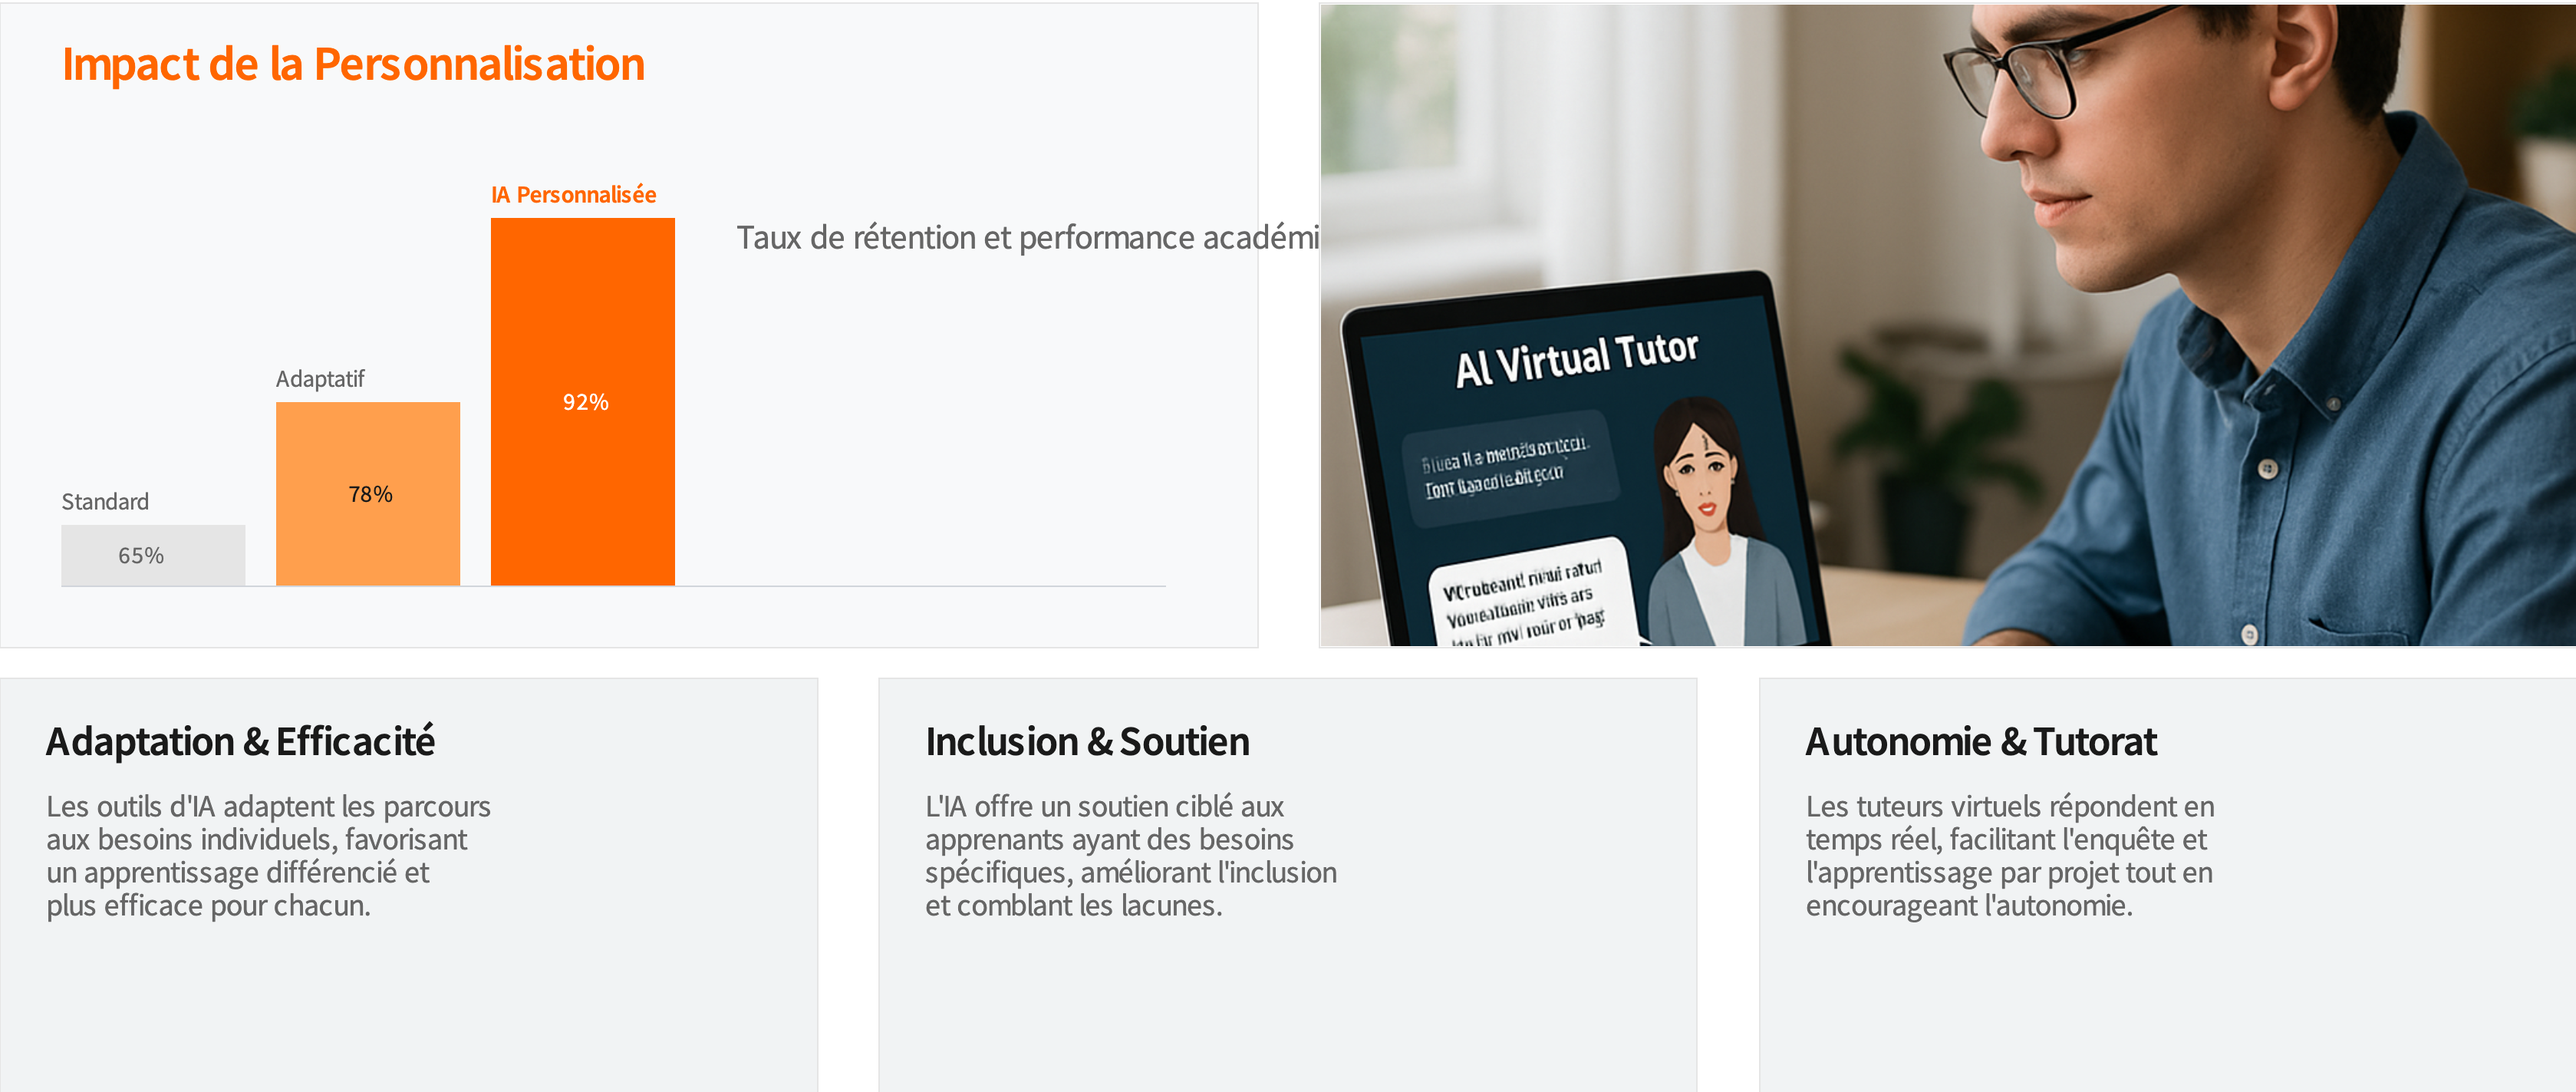 Impact de la Personnalisation
IA Personnalisée
Taux de rétention et performance académi
Adaptatif
92%
78%
Standard
65%
AI Virtual Tutor
Adaptation & Efficacité
Les outils d'IA adaptent les parcours
aux besoins individuels, favorisant
un apprentissage différencié et
plus efficace pour chacun.
Inclusion & Soutien
L'IA offre un soutien ciblé aux
apprenants ayant des besoins
spécifiques, améliorant l'inclusion
et comblant les lacunes.
Autonomie & Tutorat
Les tuteurs virtuels répondent en
temps réel, facilitant l'enquête et
l'apprentissage par projet tout en
encourageant l'autonomie.